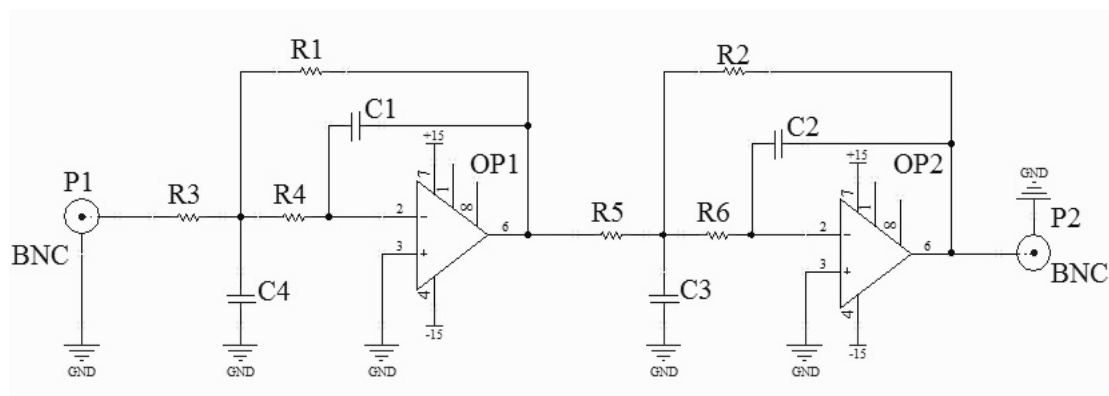 R1
R2
C1
C2
+15
+15
OP1
OP2
GND
7
1
8
7
1
8
P1
R3
R4
2
-
6
R5
R6
2
-
6
P2
BNC
3
+
3
+
BNC
4
4
C4
C3
-15
-15
GND
GND
GND
GND
GND